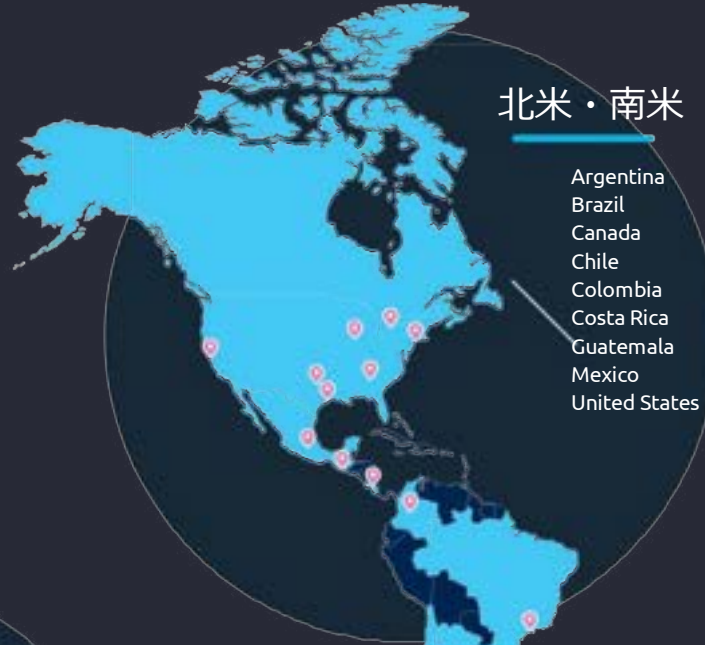 北米・南米
Argentina
Brazil
Canada
Chile
Colombia
Costa Rica
Guatemala
Mexico
United States